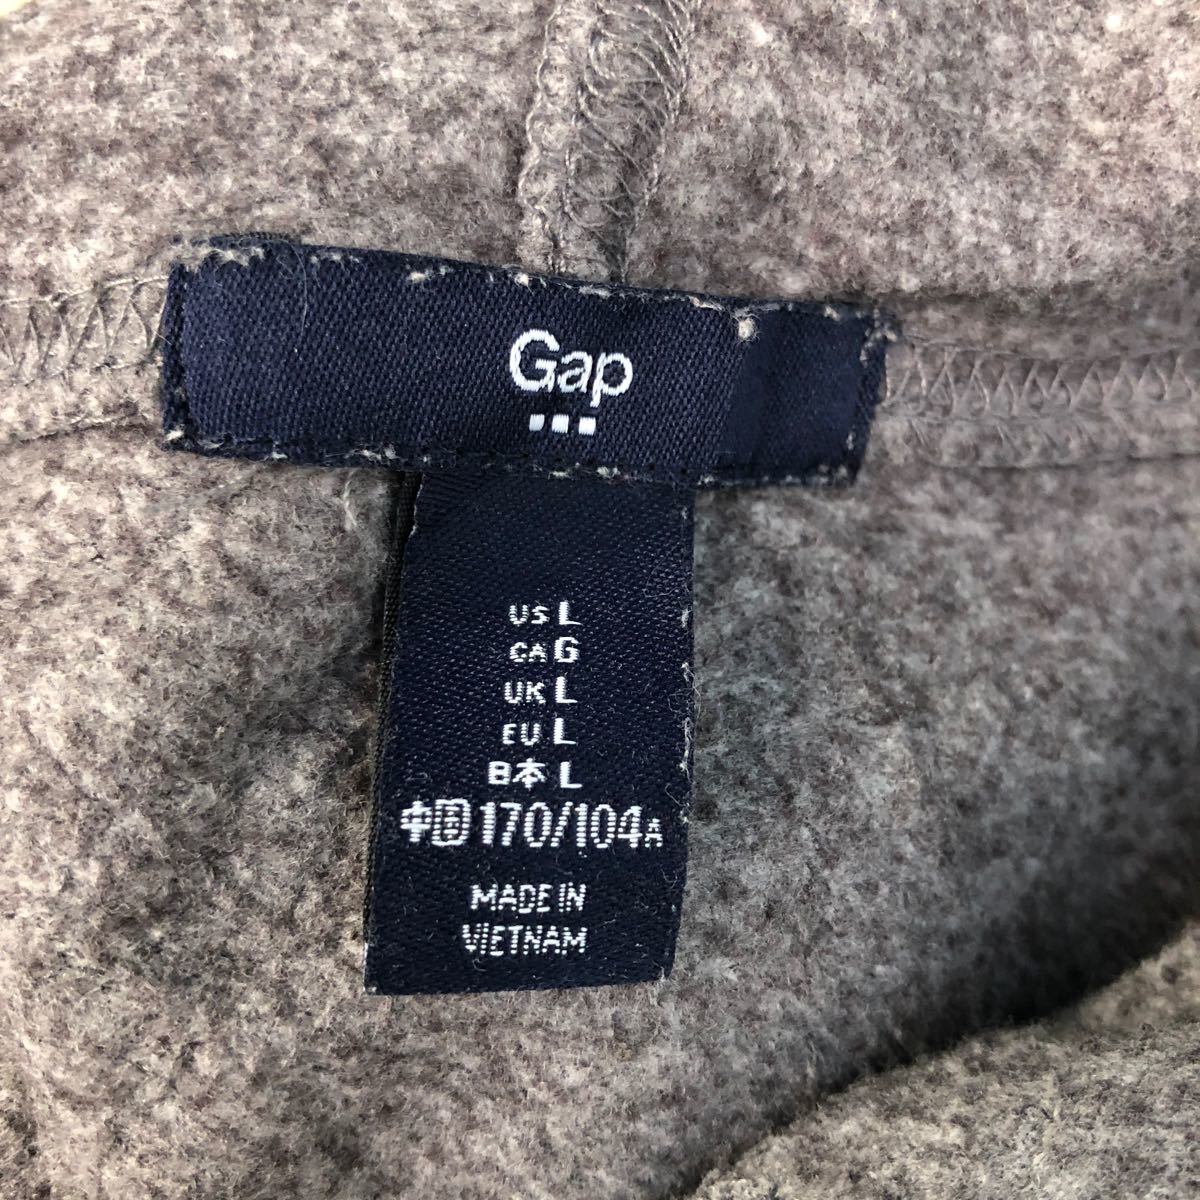 Gap
US L
CA G
UK L
EU L
日本 L
中国 170/104A
MADE IN
VIETNAM